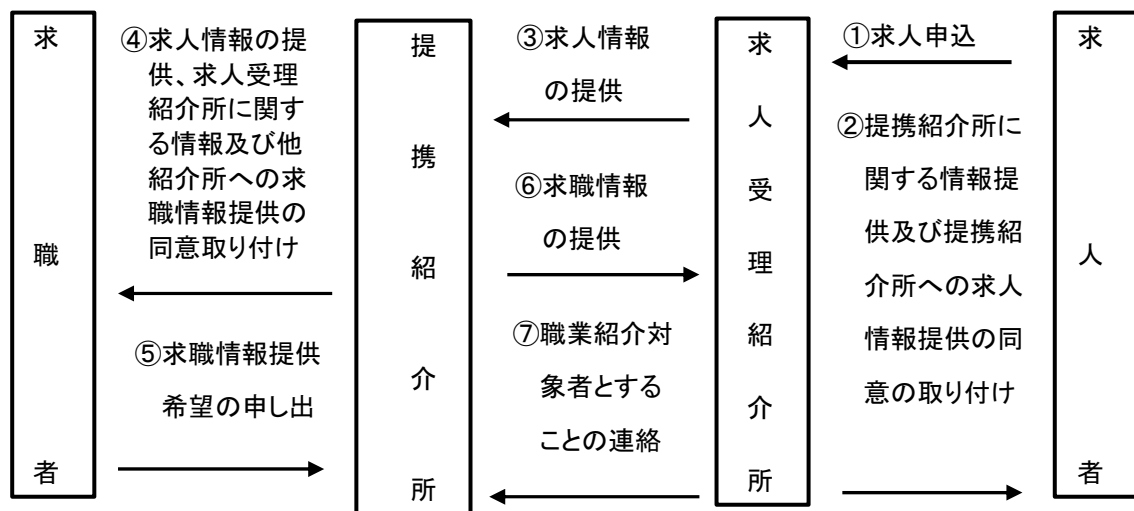 求職者
④求人情報の提
供、求人受理
紹介所に関す
る情報及び他
紹介所への求
職情報提供の
同意取り付け
⑤求職情報提供
希望の申し出
提携紹介所
③求人情報
の提供
⑥求職情報
の提供
⑦職業紹介対
象者とする
ことの連絡
求人受理紹介所
①求人申込
②提携紹介所に
関する情報提
供及び提携紹
介所への求人
情報提供の同
意の取り付け
求人者